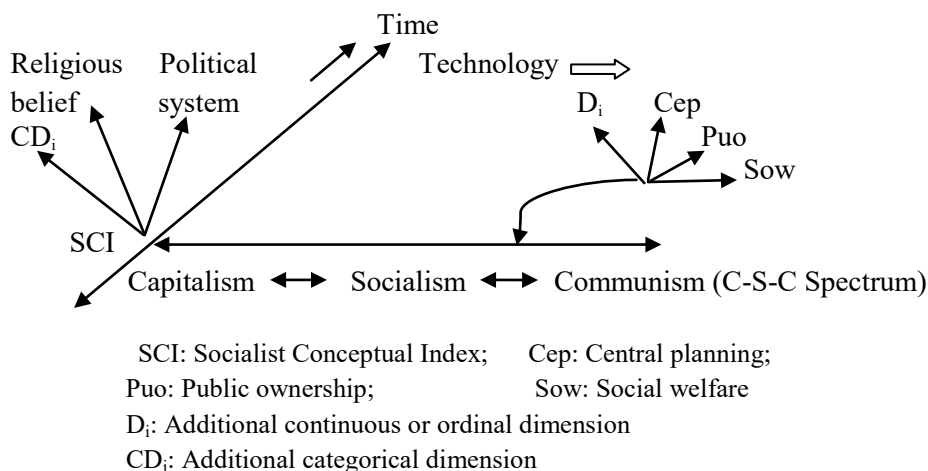 Time
Religious belief
Political system
Technology
CDi
Di
Cep
Puo
Sow
SCI
Capitalism Socialism Communism (C-S-C Spectrum)
SCI: Socialist Conceptual Index; Cep: Central planning;
Puo: Public ownership; Sow: Social welfare
Di: Additional continuous or ordinal dimension
CDi: Additional categorical dimension